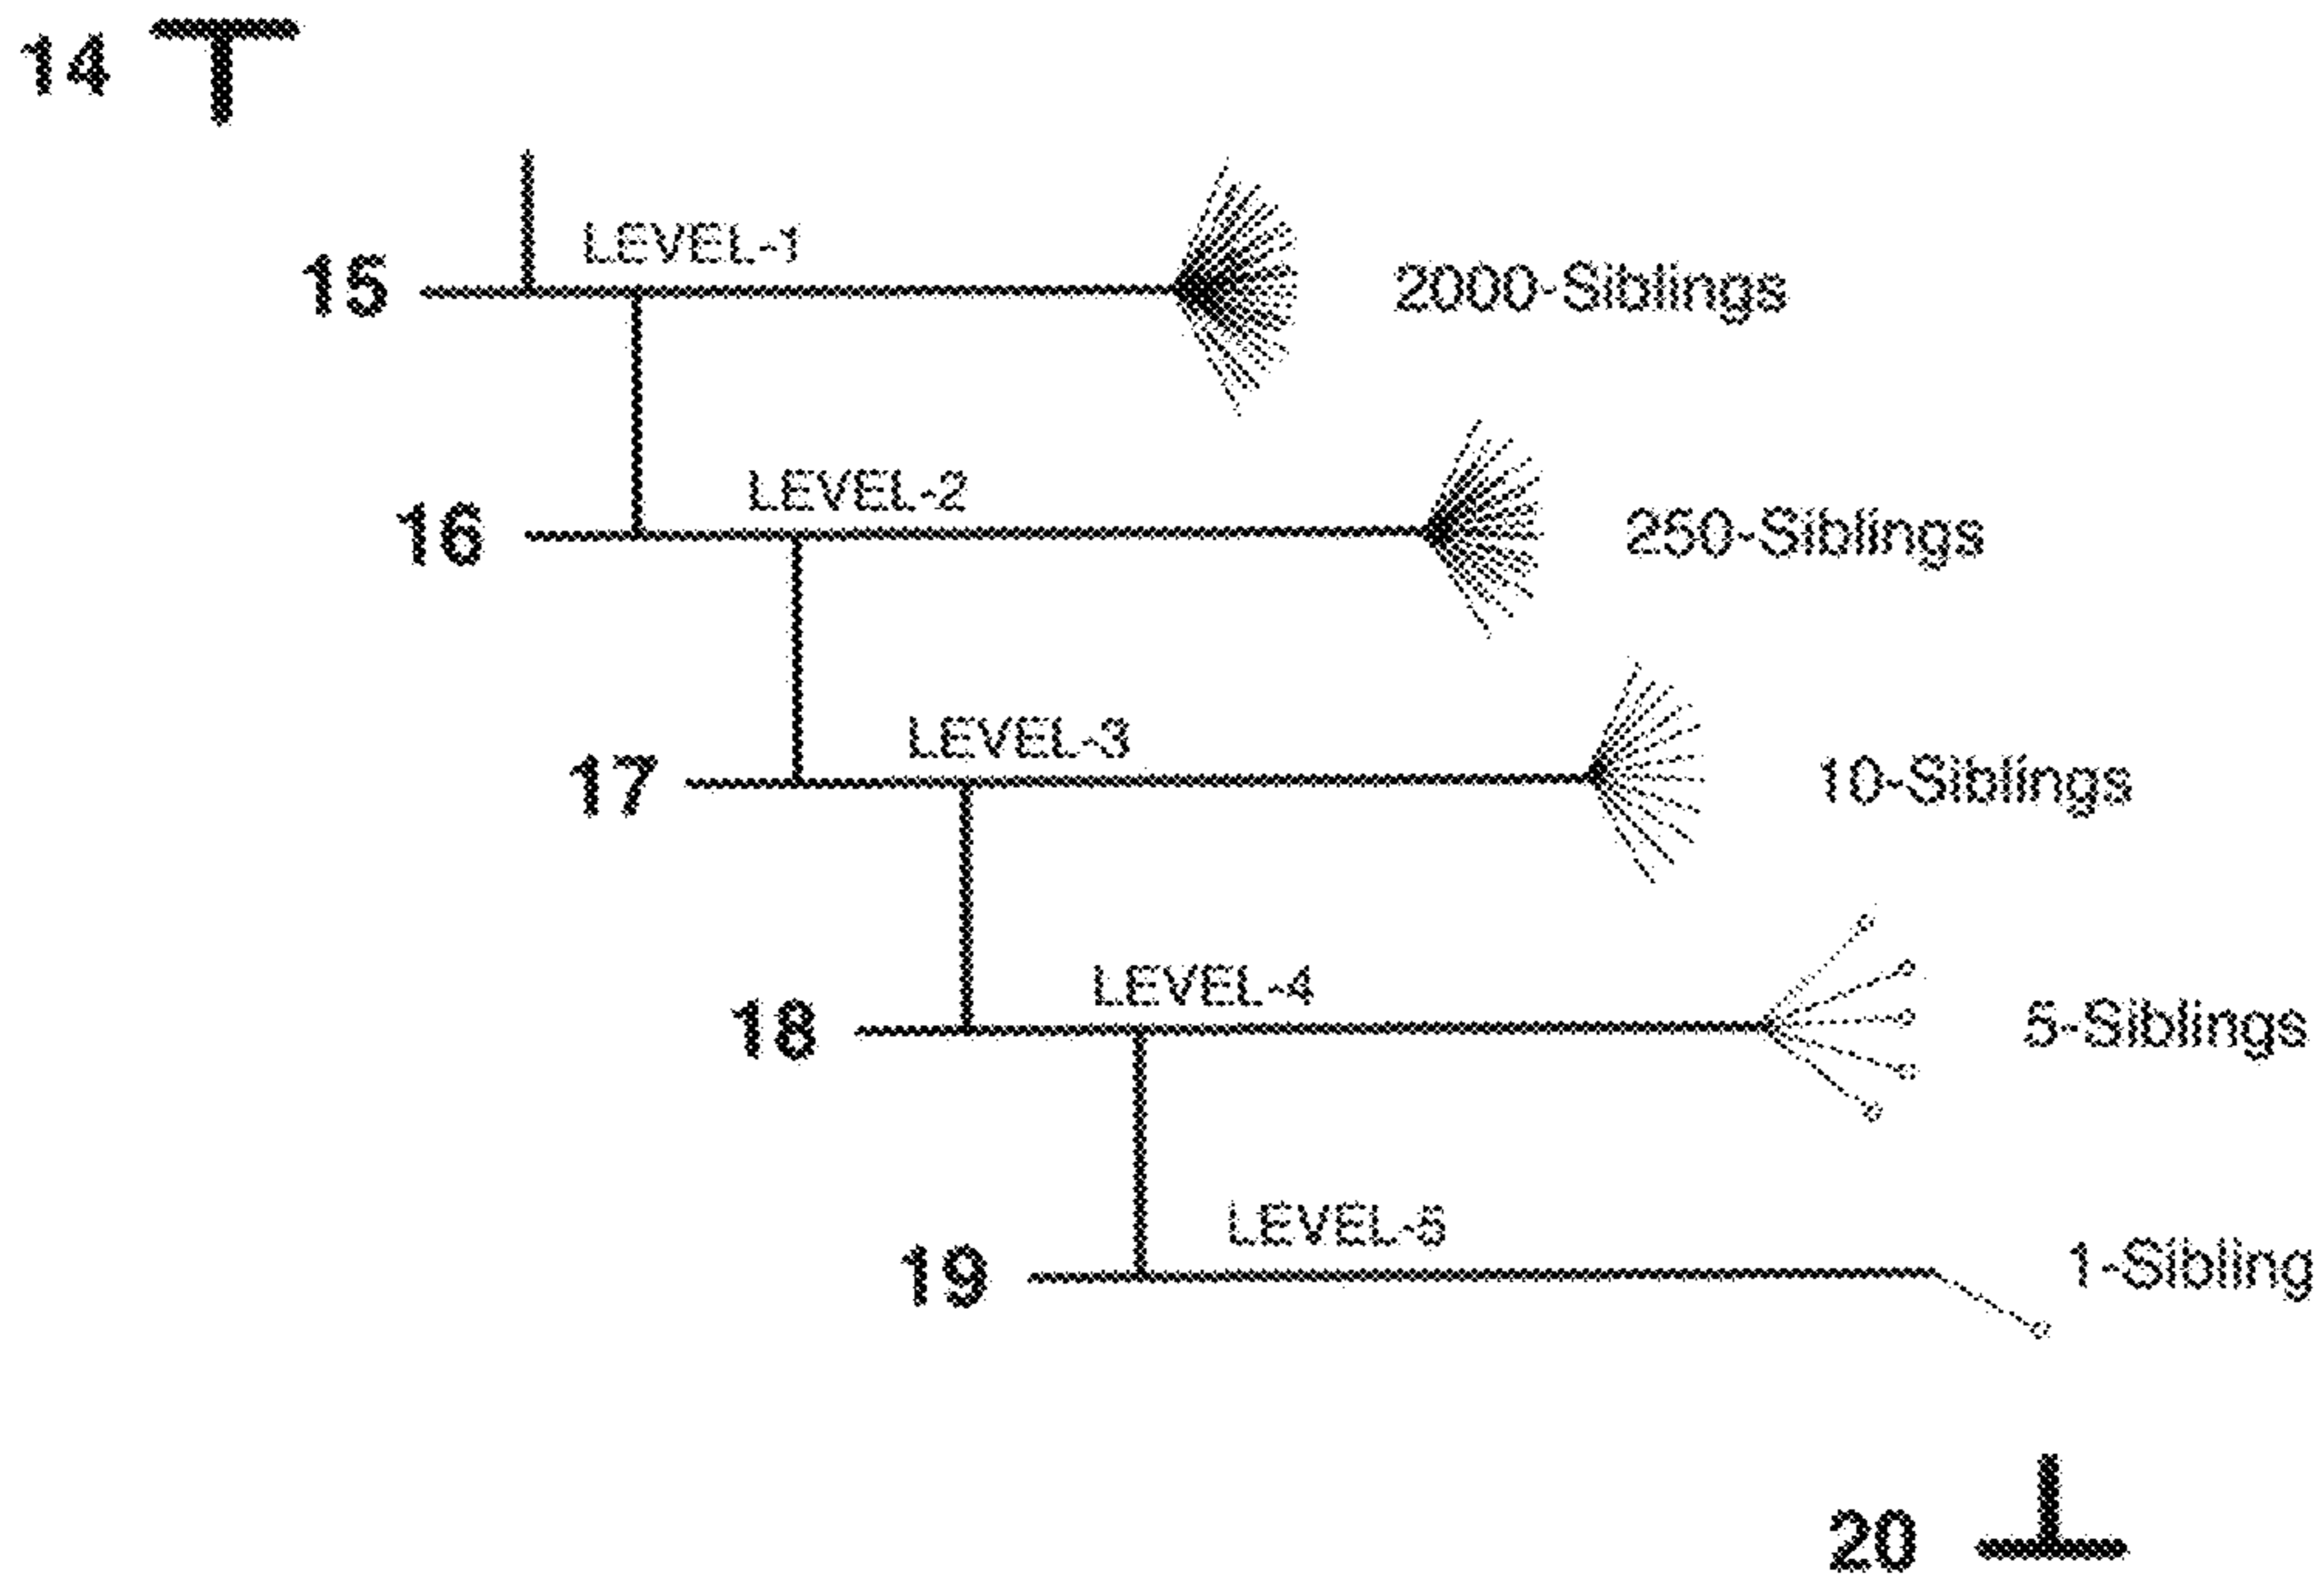 14
LEVEL-1
15
2000-Siblings
LEVEL-2
16
250-Siblings
LEVEL-3
17
10-Siblings
LEVEL-4
18
5-Siblings
LEVEL-5
19
1-Sibling
20